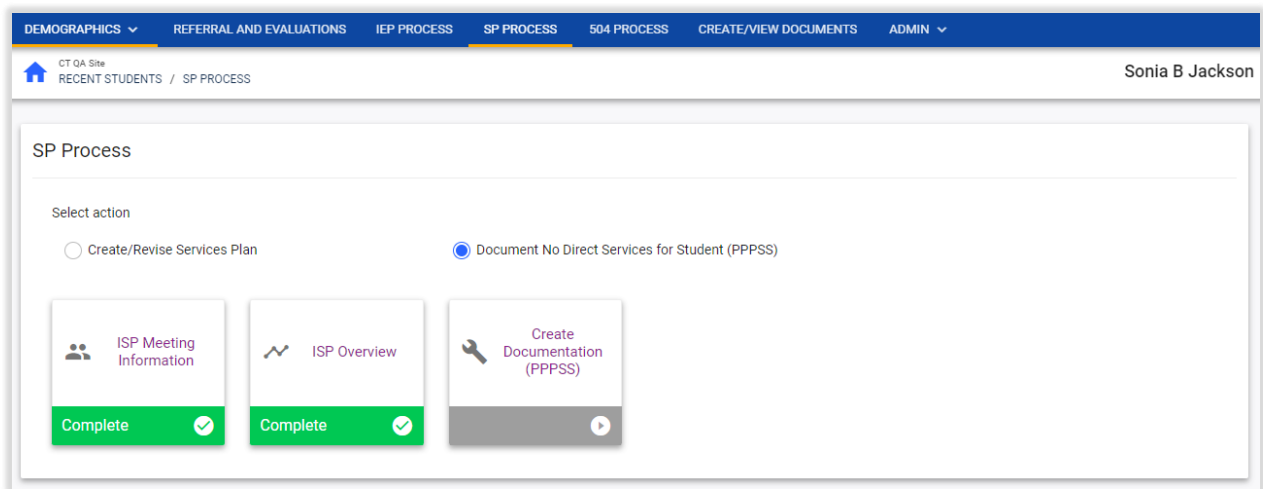 DEMOGRAPHICS REFERRAL AND EVALUATIONS IEP PROCESS SP PROCESS 504 PROCESS CREATE/VIEW DOCUMENTS ADMIN
CT QA Site
RECENT STUDENTS / SP PROCESS
Sonia B Jackson
SP Process
Select action
Create/Revise Services Plan
Document No Direct Services for Student (PPPSS)
ISP Meeting
Information
Complete
ISP Overview
Complete
Create
Documentation
(PPPSS)